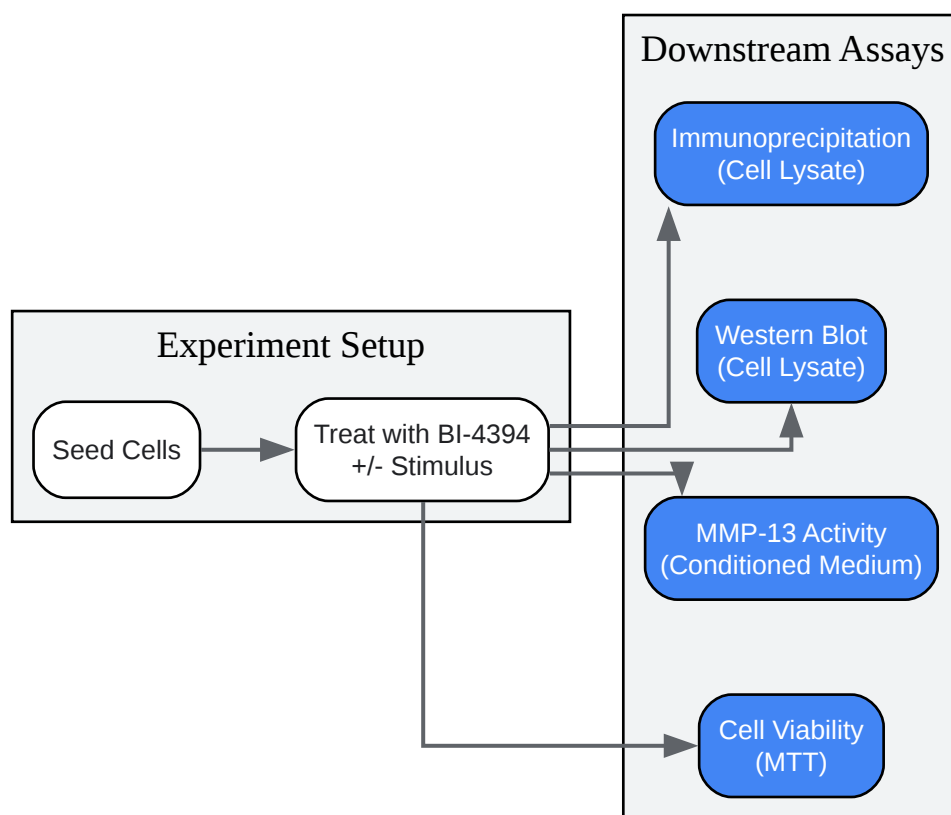 Experiment Setup
Seed Cells
Treat with BI-4394
+/- Stimulus
Downstream Assays
Immunoprecipitation
(Cell Lysate)
Western Blot
(Cell Lysate)
MMP-13 Activity
(Conditioned Medium)
Cell Viability
(MTT)